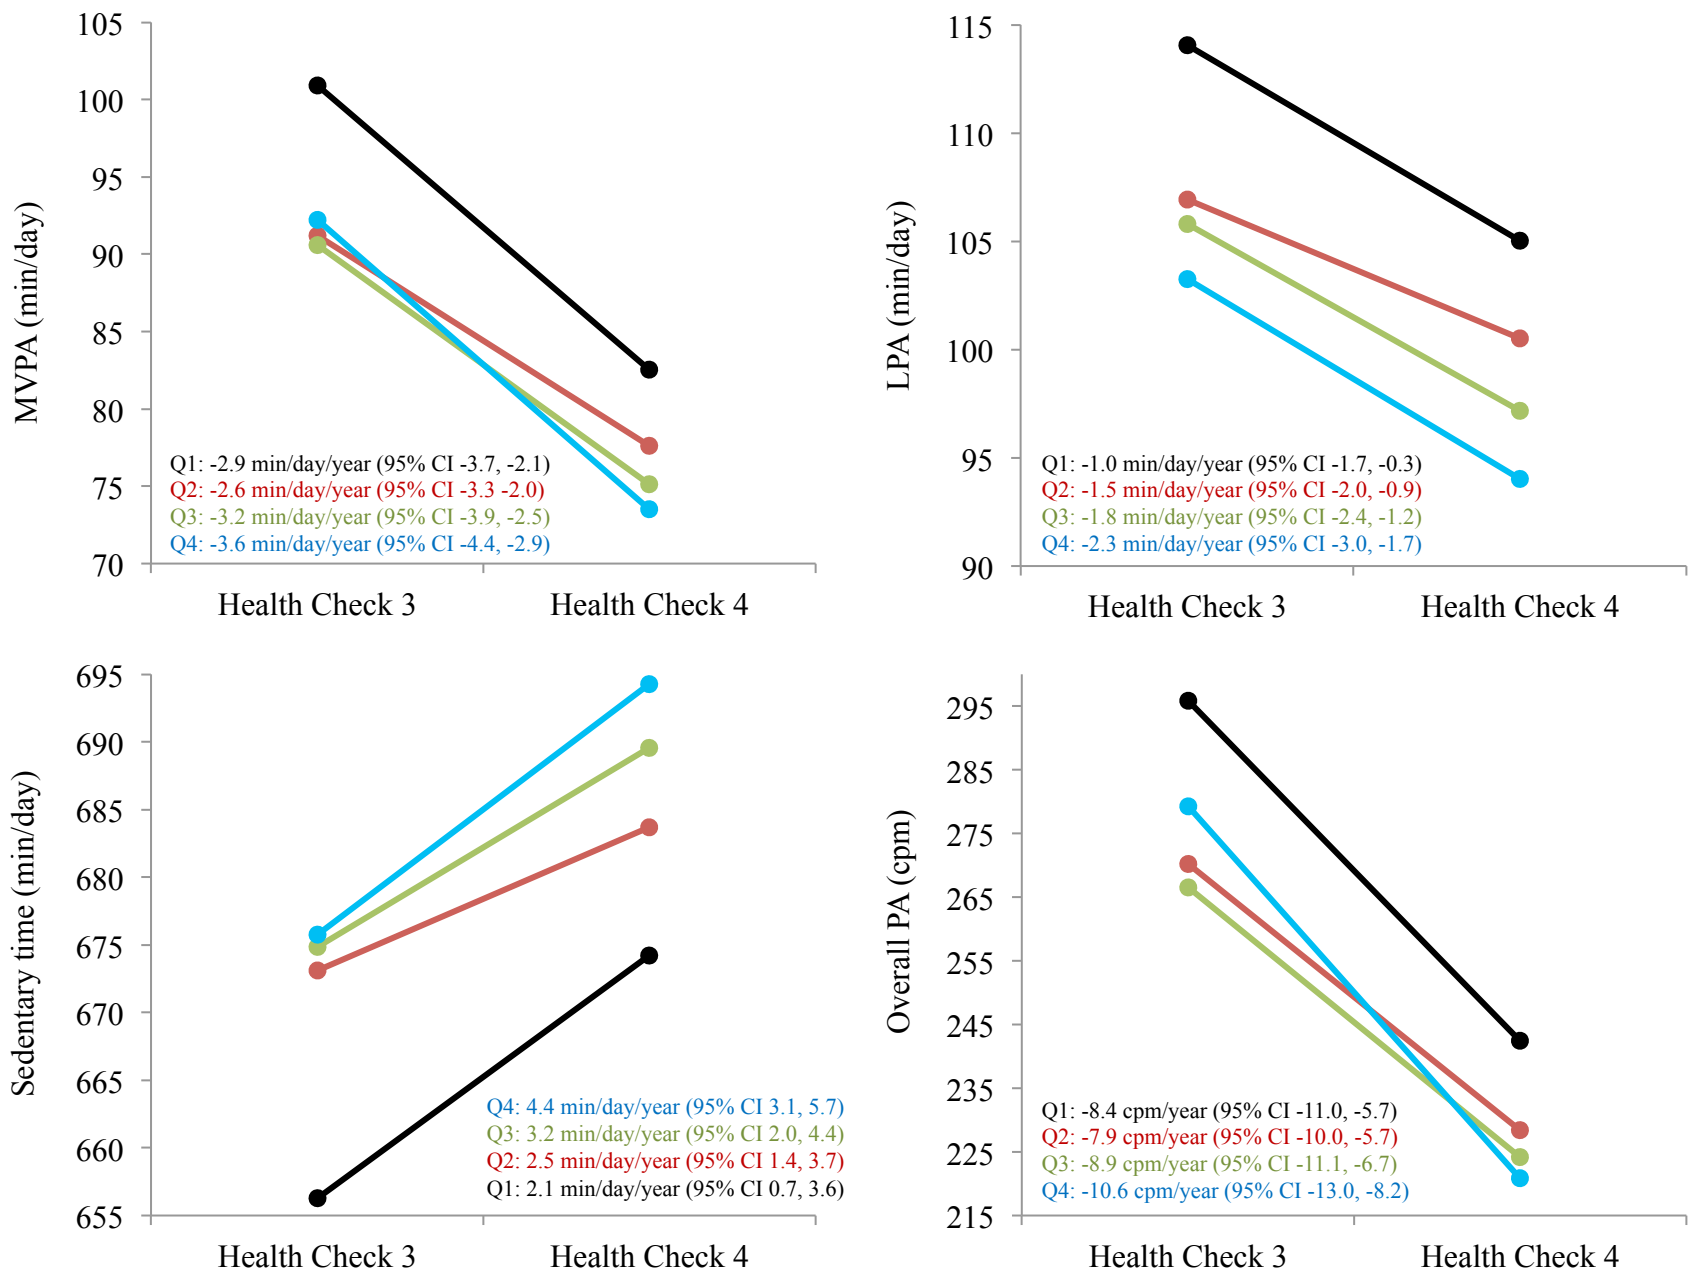 MVPA (min/day)
105
100
95
90
85
80
75
70
Q1: -2.9 min/day/year (95% CI -3.7, -2.1)
Q2: -2.6 min/day/year (95% CI -3.3 -2.0)
Q3: -3.2 min/day/year (95% CI -3.9, -2.5)
Q4: -3.6 min/day/year (95% CI -4.4, -2.9)
Health Check 3
Health Check 4
LPA (min/day)
115
110
105
100
95
90
Q1: -1.0 min/day/year (95% CI -1.7, -0.3)
Q2: -1.5 min/day/year (95% CI -2.0, -0.9)
Q3: -1.8 min/day/year (95% CI -2.4, -1.2)
Q4: -2.3 min/day/year (95% CI -3.0, -1.7)
Health Check 3
Health Check 4
Sedentary time (min/day)
695
690
685
680
675
670
665
660
655
Q4: 4.4 min/day/year (95% CI 3.1, 5.7)
Q3: 3.2 min/day/year (95% CI 2.0, 4.4)
Q2: 2.5 min/day/year (95% CI 1.4, 3.7)
Q1: 2.1 min/day/year (95% CI 0.7, 3.6)
Health Check 3
Health Check 4
Overall PA (cpm)
295
285
275
265
255
245
235
225
215
Q1: -8.4 cpm/year (95% CI -11.0, -5.7)
Q2: -7.9 cpm/year (95% CI -10.0, -5.7)
Q3: -8.9 cpm/year (95% CI -11.1, -6.7)
Q4: -10.6 cpm/year (95% CI -13.0, -8.2)
Health Check 3
Health Check 4